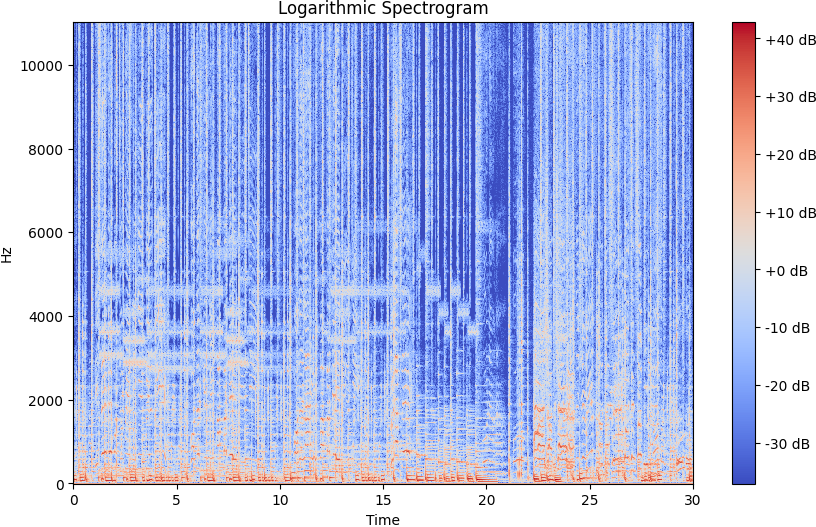 Logarithmic Spectrogram
Hz
10000
8000
6000
4000
2000
0
0 5 10 15 20 25 30
Time
+40 dB
+30 dB
+20 dB
+10 dB
+0 dB
-10 dB
-20 dB
-30 dB